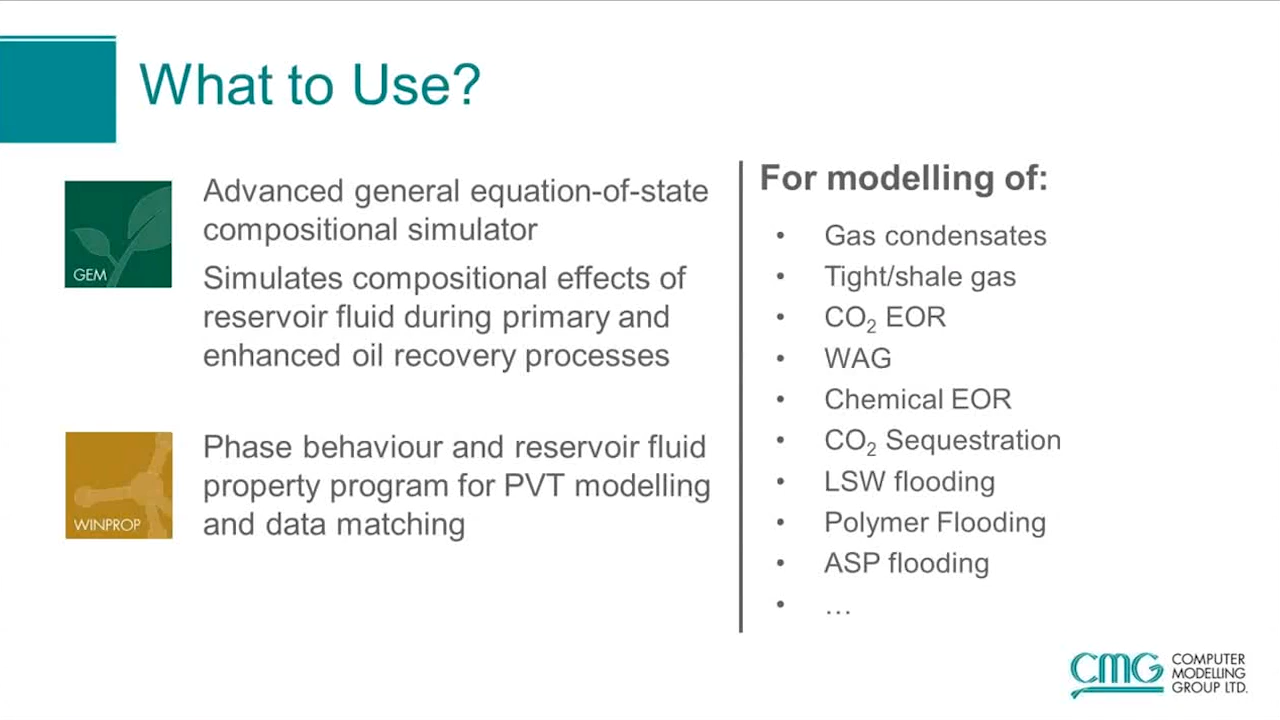 What to Use?
GEM
Advanced general equation-of-state
compositional simulator
Simulates compositional effects of
reservoir fluid during primary and
enhanced oil recovery processes
WINPROP
Phase behaviour and reservoir fluid
property program for PVT modelling
and data matching
For modelling of:
• Gas condensates
• Tight/shale gas
• CO₂ EOR
• WAG
• Chemical EOR
• CO₂ Sequestration
• LSW flooding
• Polymer Flooding
• ASP flooding
• …
CMG
COMPUTER
MODELLING
GROUP LTD.